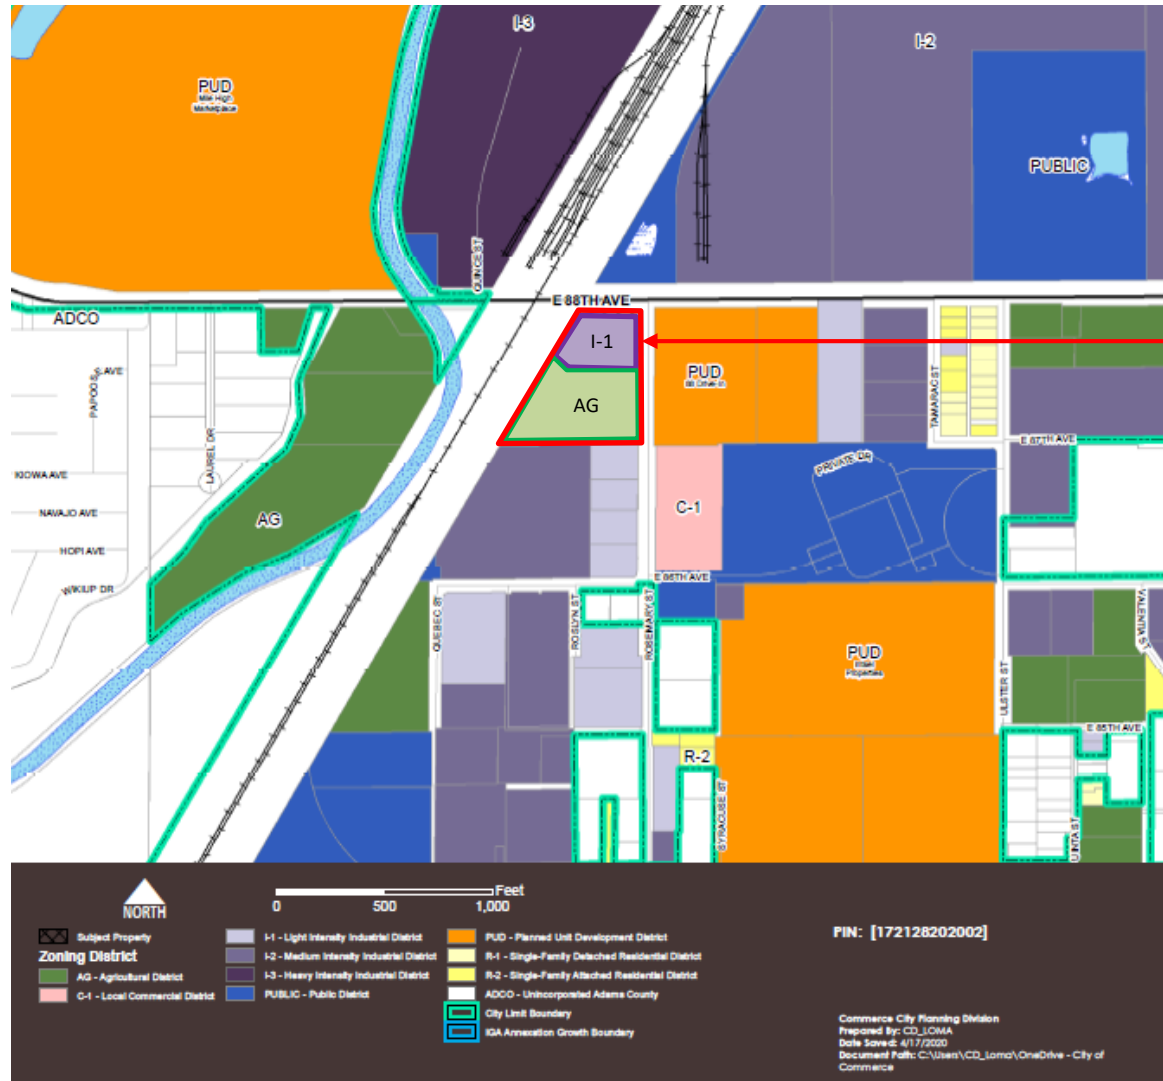 I-3
I-2
PUD
Mile High
Marketplace
PUBLIC
QUINCE ST
E 88TH AVE
ADCO
I-1
PUD
88 Drive-In
AG
TAMARAC ST
E 87TH AVE
PAPOOS
S AVE
LAUREL DR
KIOWA AVE
PRIVATE DR
NAVAJO AVE
AG
C-1
HOPI AVE
E 86TH AVE
WIKIUP DR
QUEBEC ST
ROSLYN ST
ROSEMARY ST
VALENTIA ST
PUD
Properties
ULSTER ST
E 85TH AVE
R-2
SYRACUSE ST
UINTA ST
NORTH
Feet
0 500 1,000
Subject Property
Zoning District
AG - Agricultural District
C-1 - Local Commercial District
I-1 - Light Intensity Industrial District
I-2 - Medium Intensity Industrial District
I-3 - Heavy Intensity Industrial District
PUBLIC - Public District
PUD - Planned Unit Development District
R-1 - Single-Family Detached Residential District
R-2 - Single-Family Attached Residential District
ADCO - Unincorporated Adams County
City Limit Boundary
IGA Annexation Growth Boundary
PIN: [172128202002]
Commerce City Planning Division
Prepared By: CD_LOMA
Date Saved: 4/17/2020
Document Path: C:\Users\CD_Loma\OneDrive - City of
Commerce